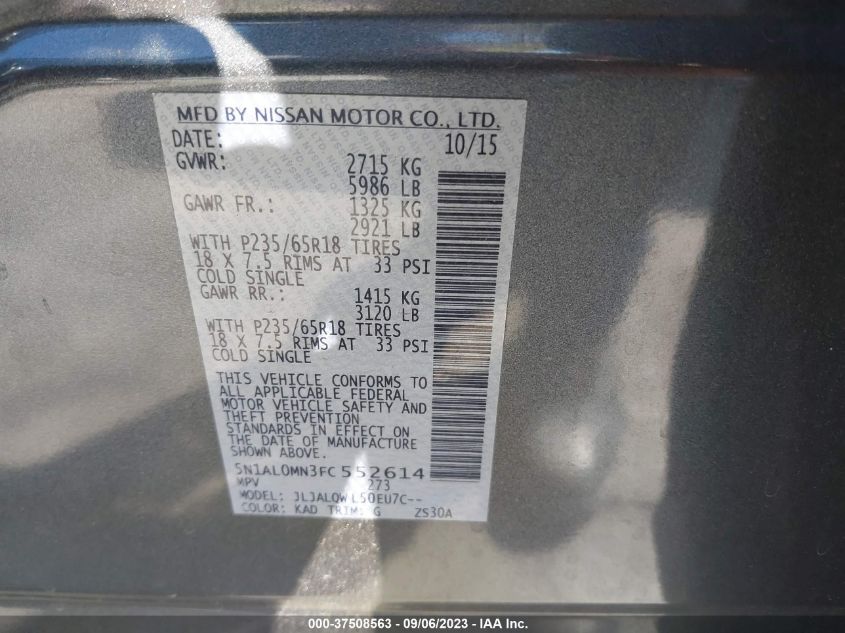 MFD BY NISSAN MOTOR CO., LTD.
DATE: 10/15
GVWR: 2715 KG
5986 LB
GAWR FR.: 1325 KG
2921 LB
WITH P235/65R18 TIRES
18 X 7.5 RIMS AT 33 PSI
COLD SINGLE
GAWR RR.: 1415 KG
3120 LB
WITH P235/65R18 TIRES
18 X 7.5 RIMS AT 33 PSI
COLD SINGLE
THIS VEHICLE CONFORMS TO
ALL APPLICABLE FEDERAL
MOTOR VEHICLE SAFETY AND
THEFT PREVENTION
STANDARDS IN EFFECT ON
THE DATE OF MANUFACTURE
SHOWN ABOVE.
5N1AL0MN3FC552614
MPV 273
MODEL:
COLOR: KAD TRIM: G ZS30A
000-37508563 - 09/06/2023 - IAA Inc.